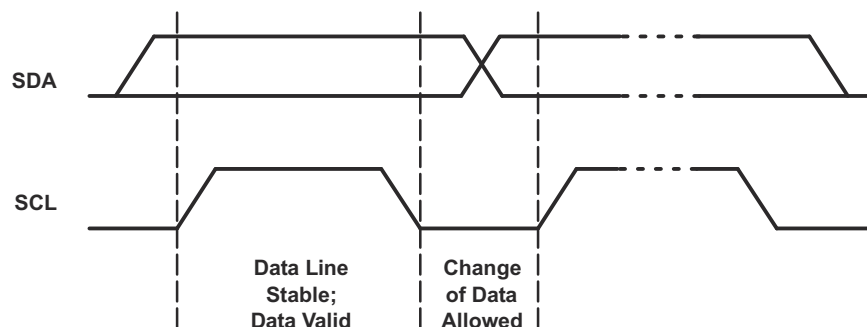 SDA
SCL
Data Line
Stable;
Data Valid
Change
of Data
Allowed